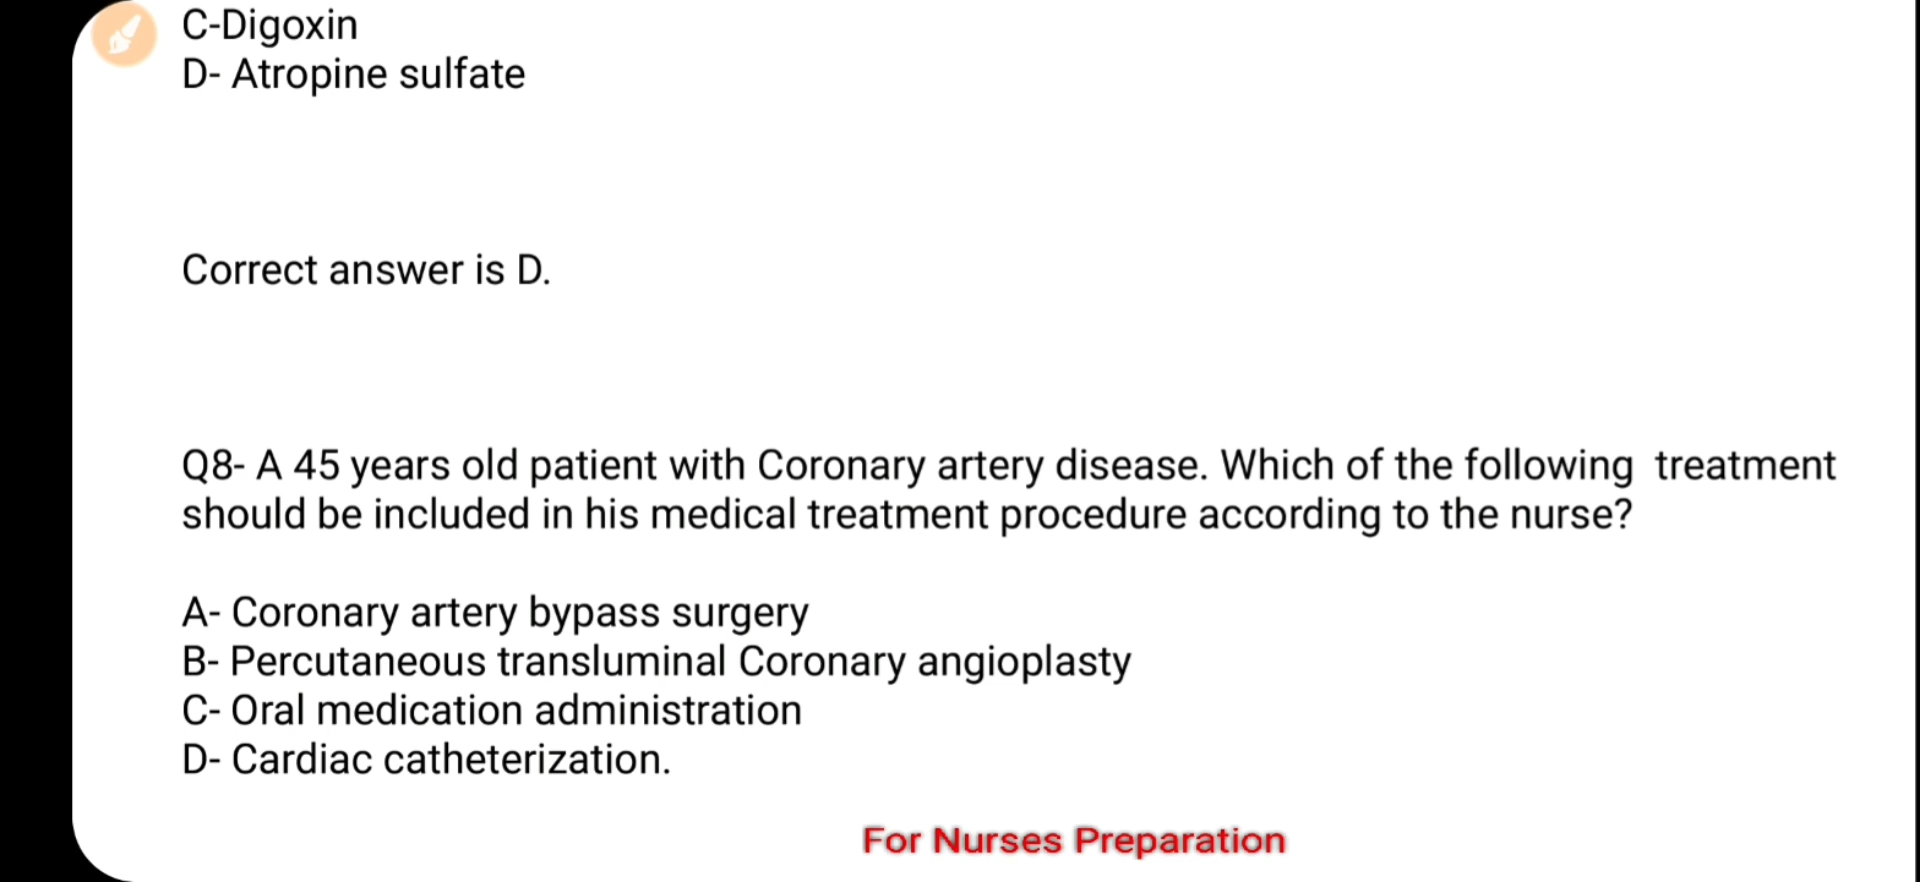 C-Digoxin
D- Atropine sulfate
Correct answer is D.
Q8- A 45 years old patient with Coronary artery disease. Which of the following  treatment
should be included in his medical treatment procedure according to the nurse?
A- Coronary artery bypass surgery
B- Percutaneous transluminal Coronary angioplasty
C- Oral medication administration
D- Cardiac catheterization.
For Nurses Preparation